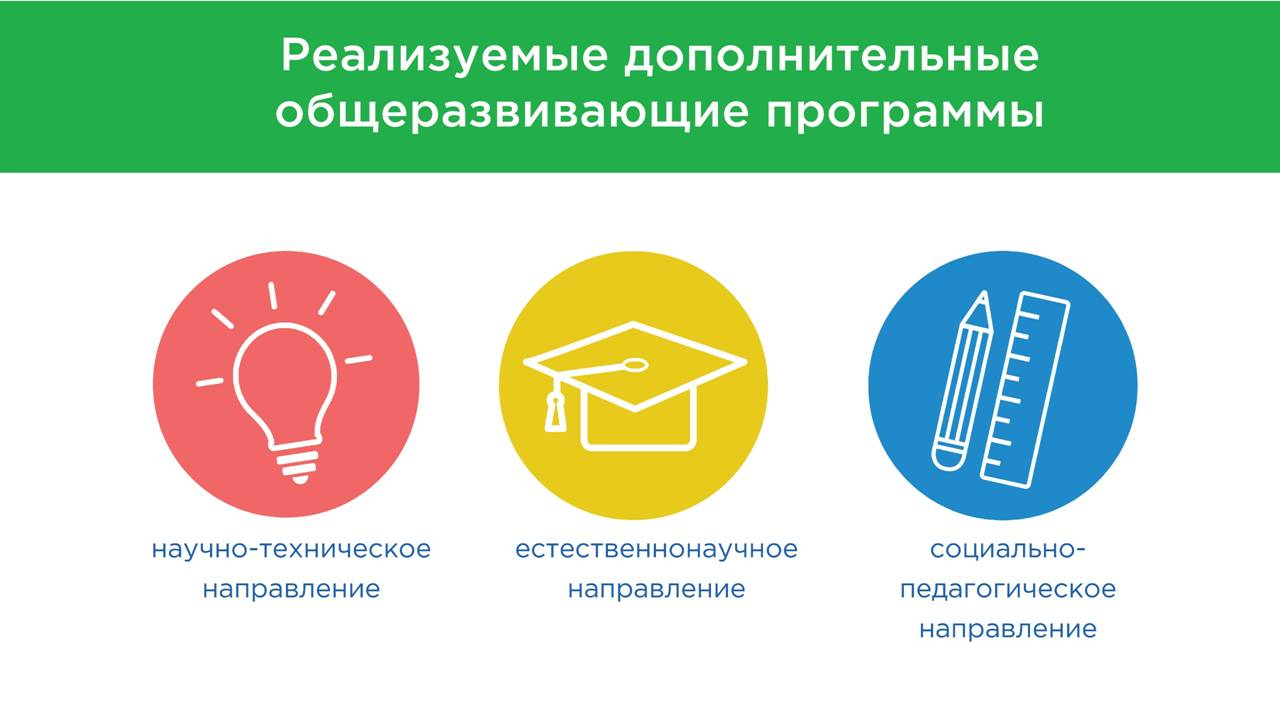 Реализуемые дополнительные
общеразвивающие программы
научно-техническое
направление
естественнонаучное
направление
социально-
педагогическое
направление